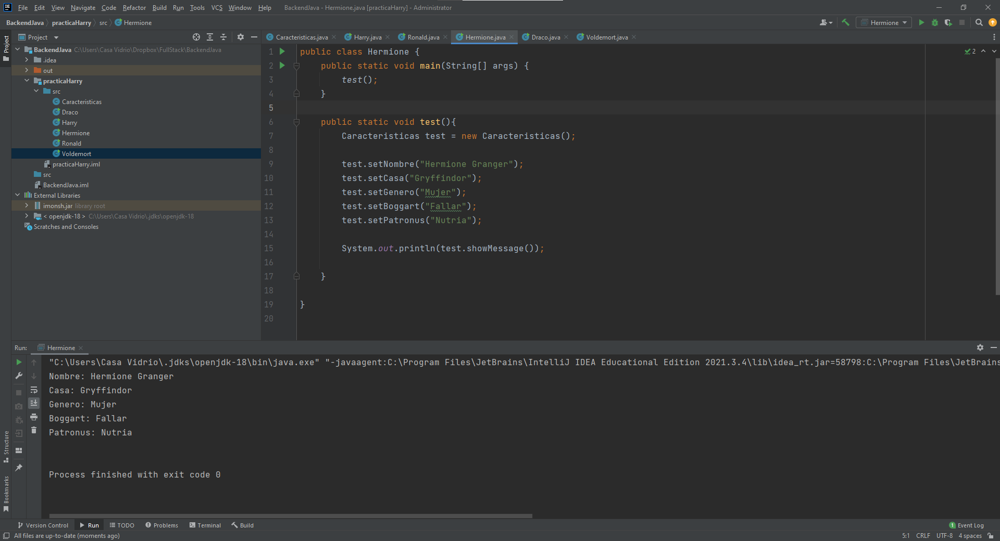 IE File Edit View Navigate Code Refactor Build Run Tools VCS Window Help BackendJava - Hermione.java [practicaHarry] - Administrator
BackendJava practicaHarry src Hermione Hermione
Project Caracteristicas.java Harry.java Ronald.java Hermione.java Draco.java Voldemort.java
Project
BackendJava C:\Users\Casa Vidrio\Dropbox\FullStack\BackendJava
.idea
out
practicaHarry
src
Caracteristicas
Draco
Harry
Hermione
Ronald
Voldemort
practicaHarry.iml
src
BackendJava.iml
External Libraries
imonsh.jar library root
< openjdk-18 > C:\Users\Casa Vidrio\.jdks\openjdk-18
Scratches and Consoles
1 public class Hermione {
2 public static void main(String[] args) {
3 test();
4 }
5
6 public static void test(){
7 Caracteristicas test = new Caracteristicas();
8
9 test.setNombre("Hermione Granger");
10 test.setCasa("Gryffindor");
11 test.setGenero("Mujer");
12 test.setBoggart("Fallar");
13 test.setPatronus("Nutria");
14
15 System.out.println(test.showMessage());
16
17 }
18
19 }
20
2
Run: Hermione
"C:\Users\Casa Vidrio\.jdks\openjdk-18\bin\java.exe" "-javaagent:C:\Program Files\JetBrains\IntelliJ IDEA Educational Edition 2021.3.4\lib\idea_rt.jar=58798:C:\Program Files\JetBrains
Nombre: Hermione Granger
Casa: Gryffindor
Genero: Mujer
Boggart: Fallar
Patronus: Nutria
Process finished with exit code 0
Structure
Bookmarks
Version Control Run TODO Problems Terminal Build 1 Event Log
All files are up-to-date (moments ago) 5:1 CRLF UTF-8 4 spaces